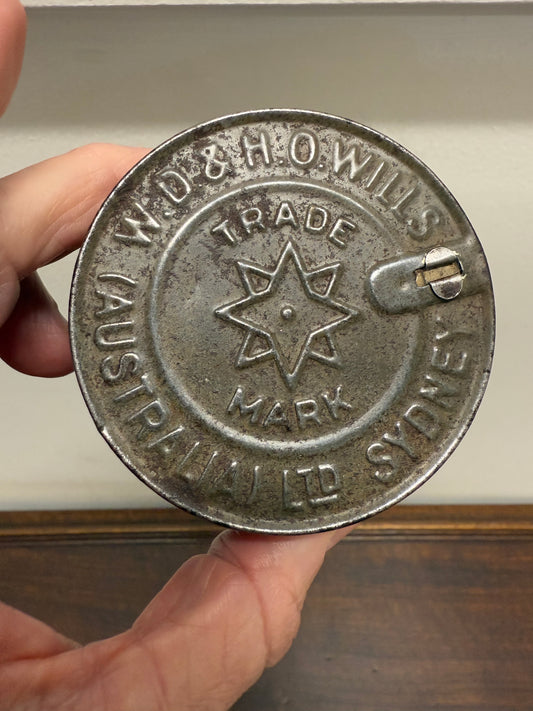 W.D. & H.O. WILLS
(AUSTRALIA) LTD SYDNEY
TRADE
MARK